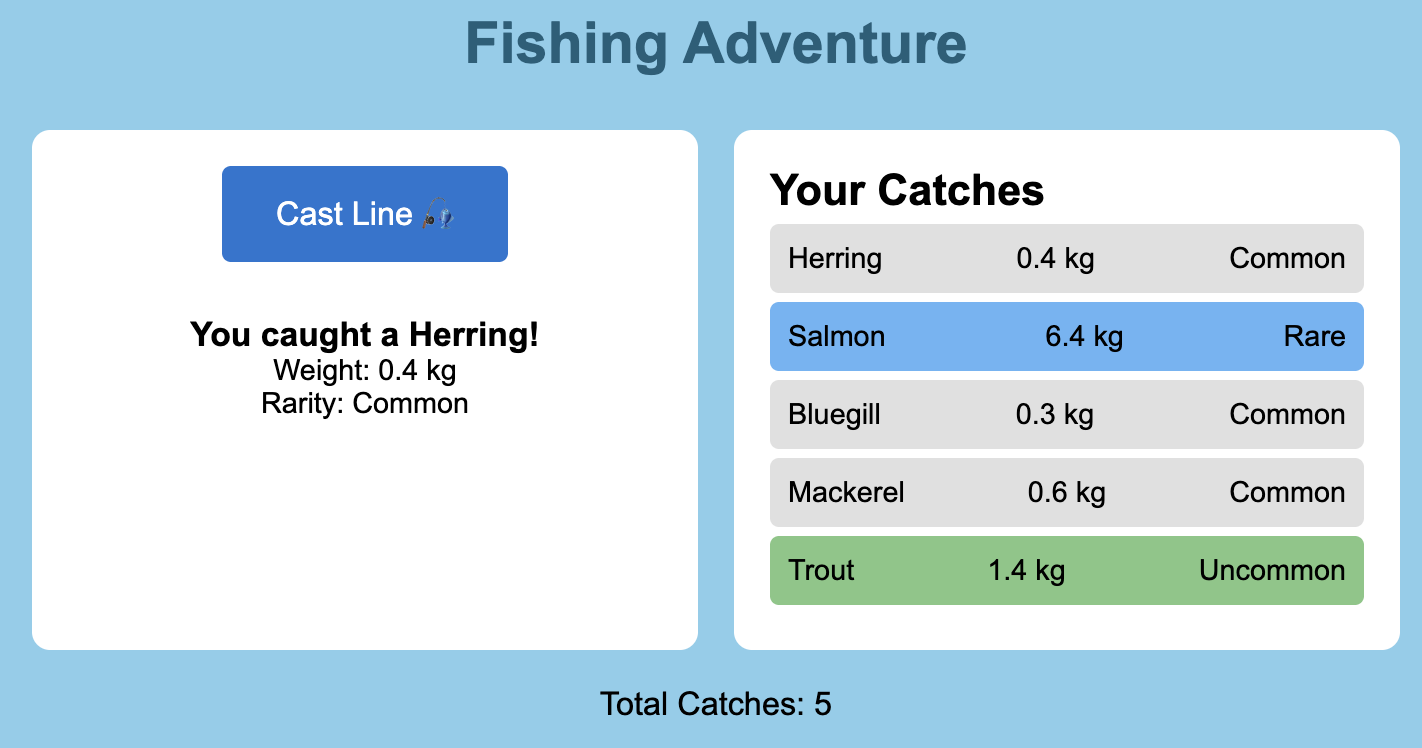 Fishing Adventure
Cast Line 🎣
You caught a Herring!
Weight: 0.4 kg
Rarity: Common
Your Catches
Herring 0.4 kg Common
Salmon 6.4 kg Rare
Bluegill 0.3 kg Common
Mackerel 0.6 kg Common
Trout 1.4 kg Uncommon
Total Catches: 5